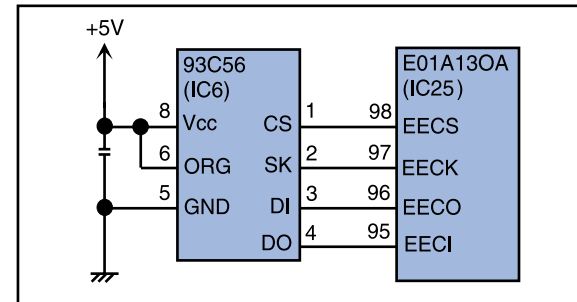 +5V
93C56
(IC6)
E01A13OA
(IC25)
8 Vcc CS 1 98 EECS
6 ORG SK 2 97 EECK
5 GND DI 3 96 EECO
DO 4 95 EECI